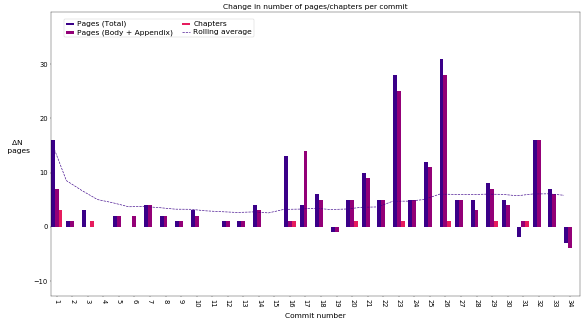 Change in number of pages/chapters per commit
Pages (Total)
Pages (Body + Appendix)
Chapters
Rolling average
30
20
10
0
−10
ΔN
pages
1 2 3 4 5 6 7 8 9 10 11 12 13 14 15 16 17 18 19 20 21 22 23 24 25 26 27 28 29 30 31 32 33 34
Commit number